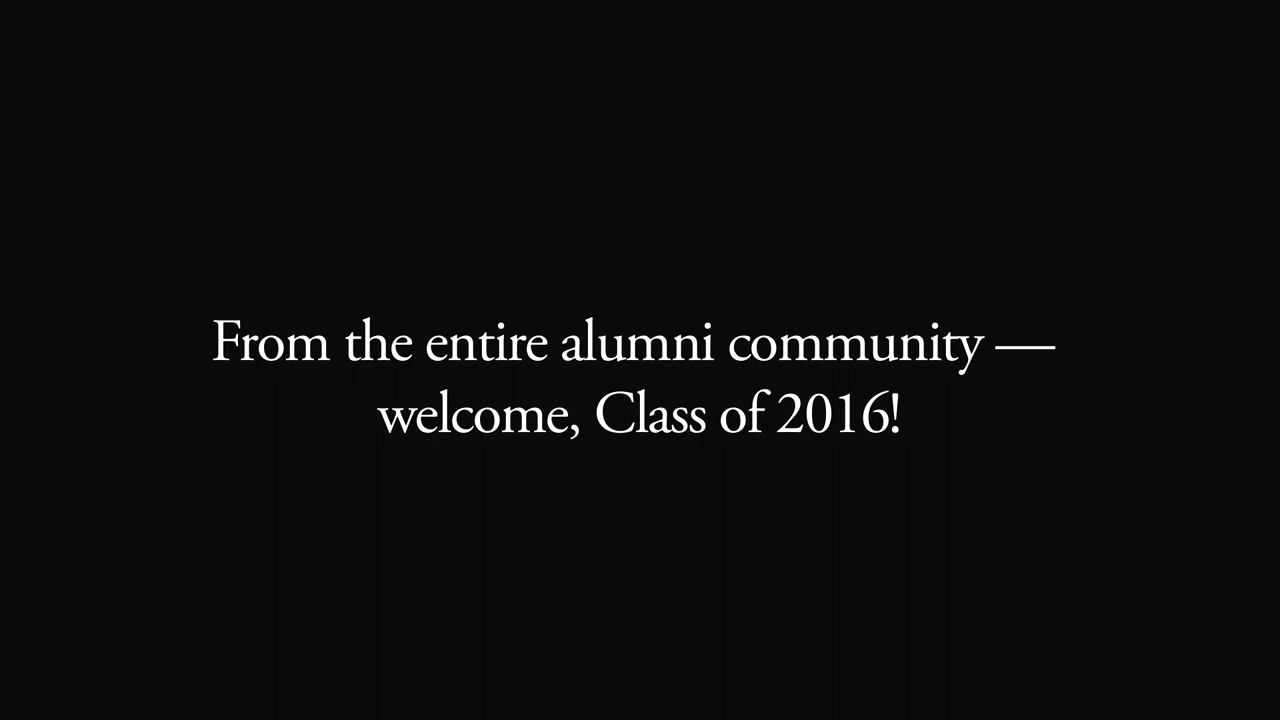 From the entire alumni community —
welcome, Class of 2016!